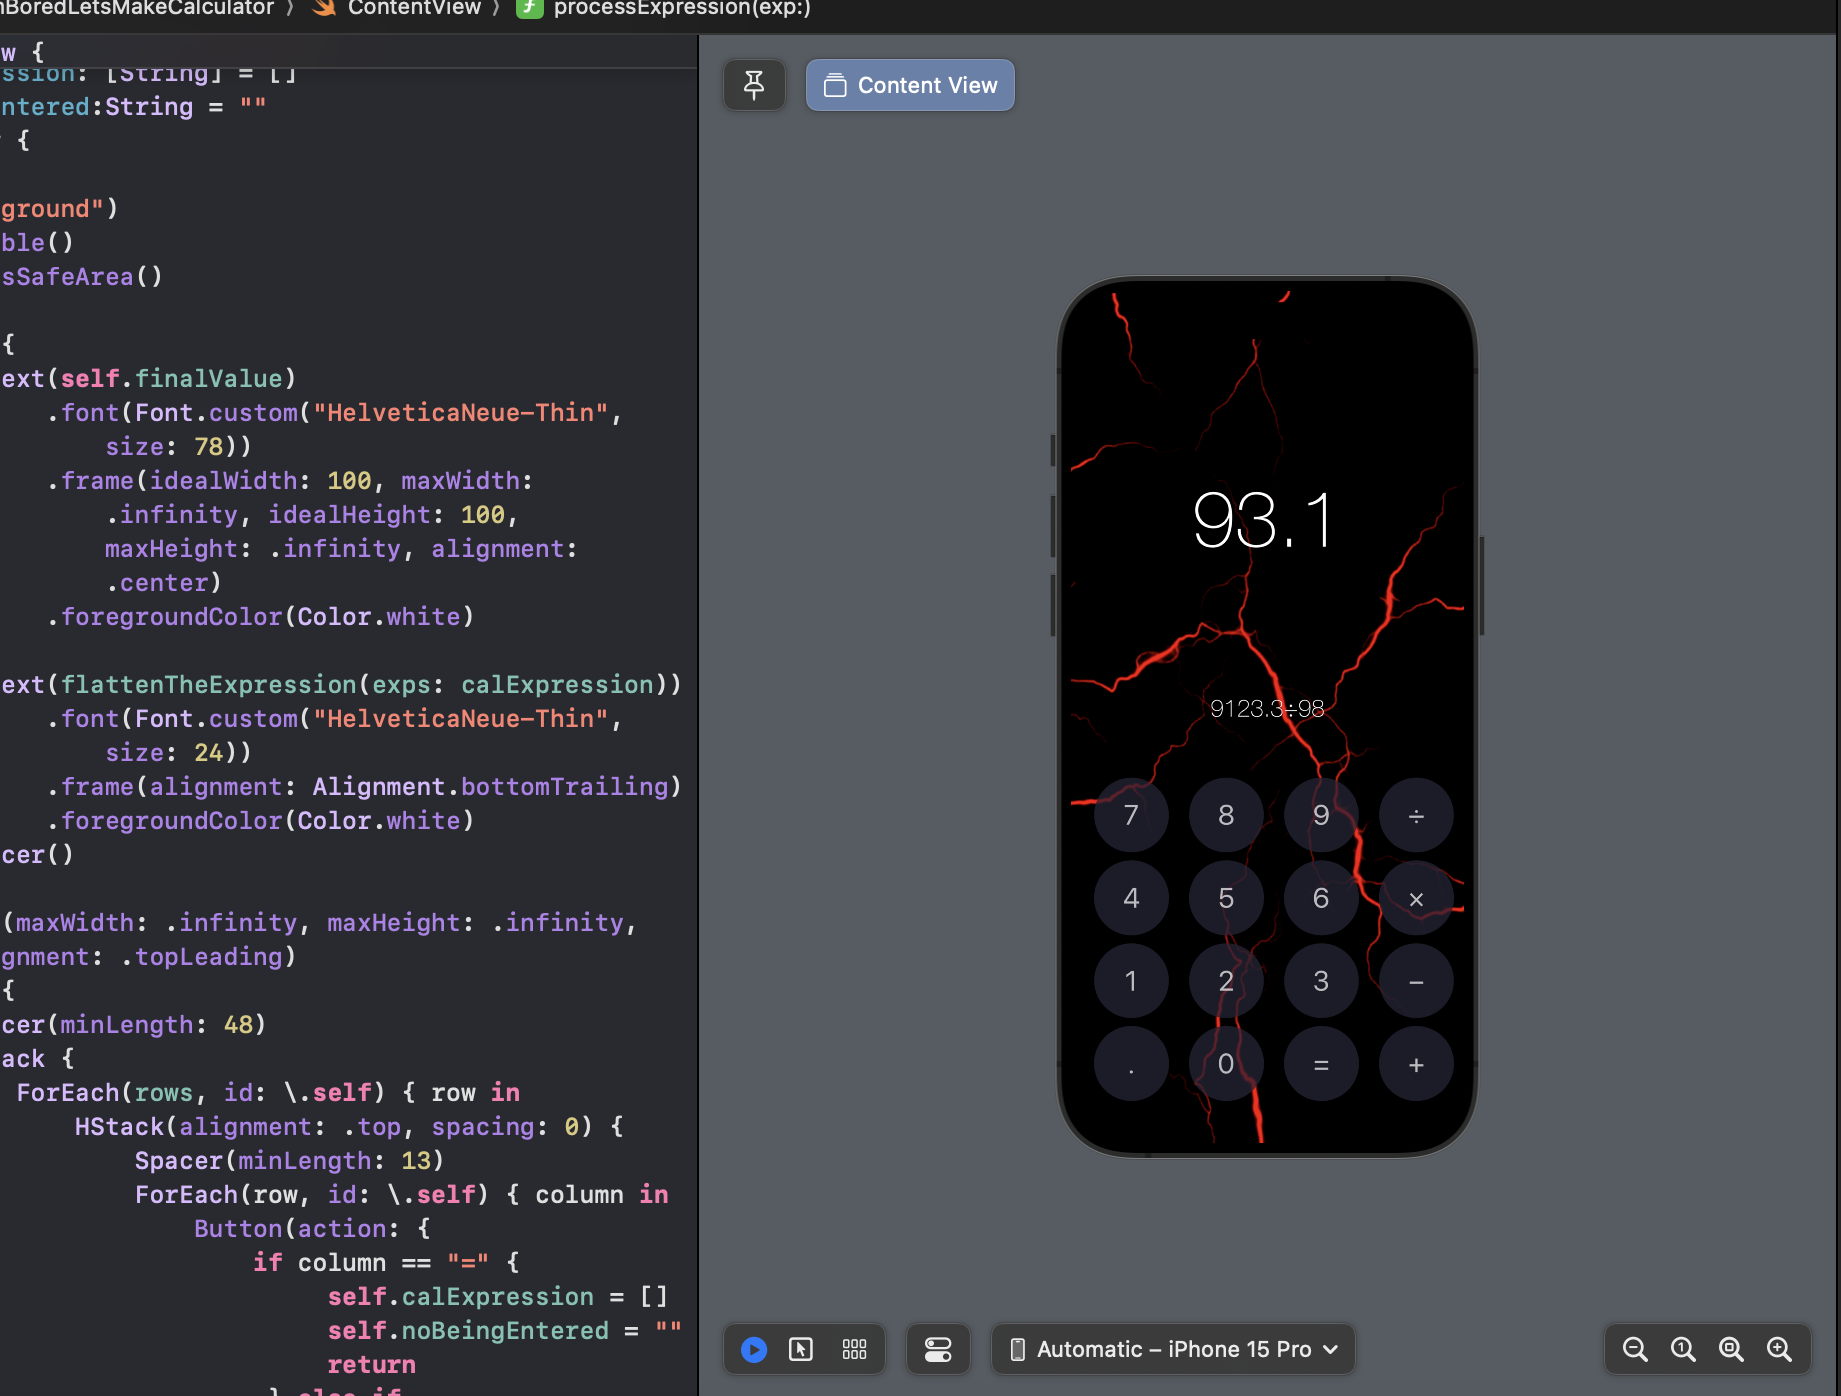 nBoredLetsMakeCalculator 〉 ContentView 〉 f processExpression(exp:)
w {
ssion: [String] = []
ntered:String = ""
{
ground")
ble()
sSafeArea()
{
ext(self.finalValue)
.font(Font.custom("HelveticaNeue-Thin",
size: 78))
.frame(idealWidth: 100, maxWidth:
.infinity, idealHeight: 100,
maxHeight: .infinity, alignment:
.center)
.foregroundColor(Color.white)
ext(flattenTheExpression(exps: calExpression))
.font(Font.custom("HelveticaNeue-Thin",
size: 24))
.frame(alignment: Alignment.bottomTrailing)
.foregroundColor(Color.white)
cer()
(maxWidth: .infinity, maxHeight: .infinity,
gnment: .topLeading)
{
cer(minLength: 48)
ack {
ForEach(rows, id: \.self) { row in
HStack(alignment: .top, spacing: 0) {
Spacer(minLength: 13)
ForEach(row, id: \.self) { column in
Button(action: {
if column == "=" {
self.calExpression = []
self.noBeingEntered = ""
return
} else if
Content View
93.1
9123.3÷98
7 8 9 ÷
4 5 6 ×
1 2 3 −
. 0 = +
Automatic – iPhone 15 Pro
1